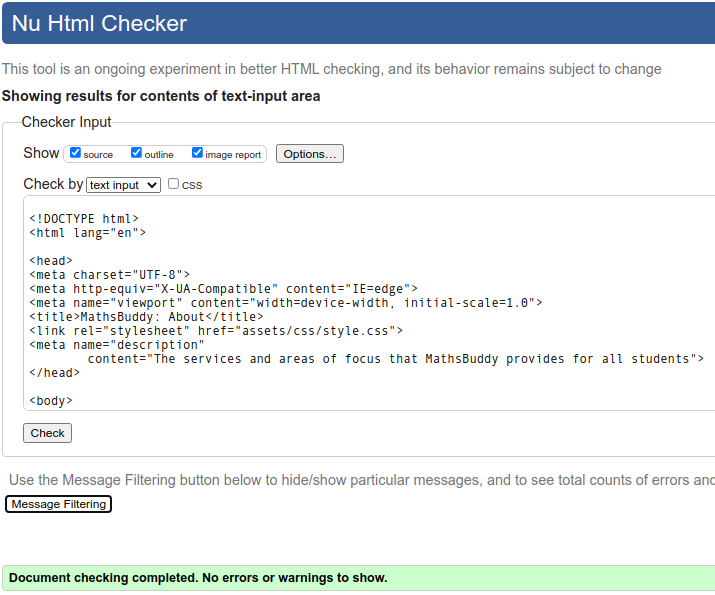 Nu Html Checker
This tool is an ongoing experiment in better HTML checking, and its behavior remains subject to change
Showing results for contents of text-input area
Checker Input
Show source outline image report Options...
Check by text input CSS
<!DOCTYPE html>
<html lang="en">
<head>
<meta charset="UTF-8">
<meta http-equiv="X-UA-Compatible" content="IE=edge">
<meta name="viewport" content="width=device-width, initial-scale=1.0">
<title>MathsBuddy: About</title>
<link rel="stylesheet" href="assets/css/style.css">
<meta name="description"
content="The services and areas of focus that MathsBuddy provides for all students">
</head>
<body>
Check
Use the Message Filtering button below to hide/show particular messages, and to see total counts of errors and
Message Filtering
Document checking completed. No errors or warnings to show.